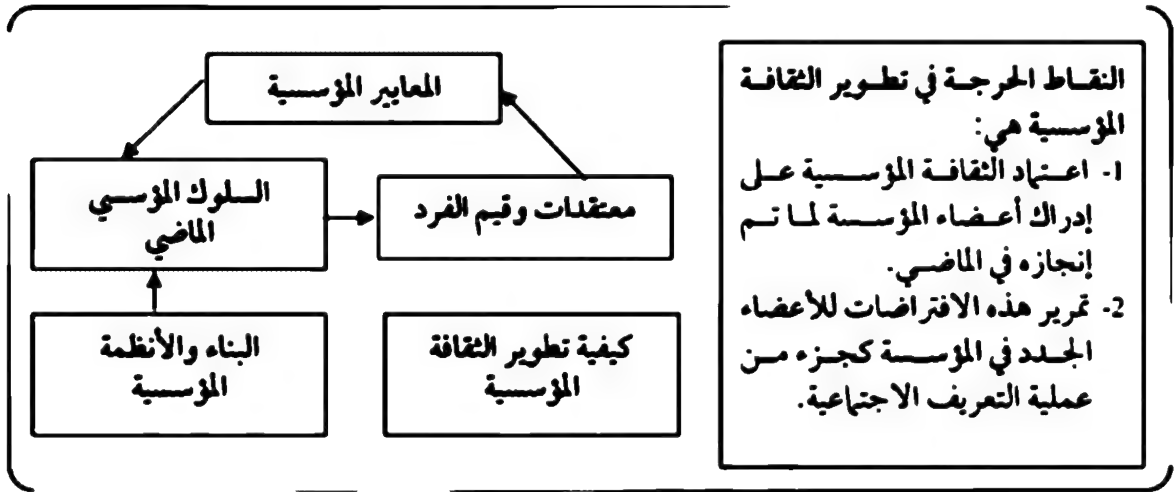 النقاط الحرجة في تطوير الثقافة
المؤسسية هي:
1- اعتماد الثقافة المؤسسية على
إدراك أعضاء المؤسسة لما تم
إنجازه في الماضي.
2- تمرير هذه الافتراضات للأعضاء
الجدد في المؤسسة كجزء من
عملية التعريف الاجتماعية.
المعايير المؤسسية
معتقدات وقيم الفرد
السلوك المؤسسي
الماضي
كيفية تطوير الثقافة
المؤسسية
البناء والأنظمة
المؤسسية